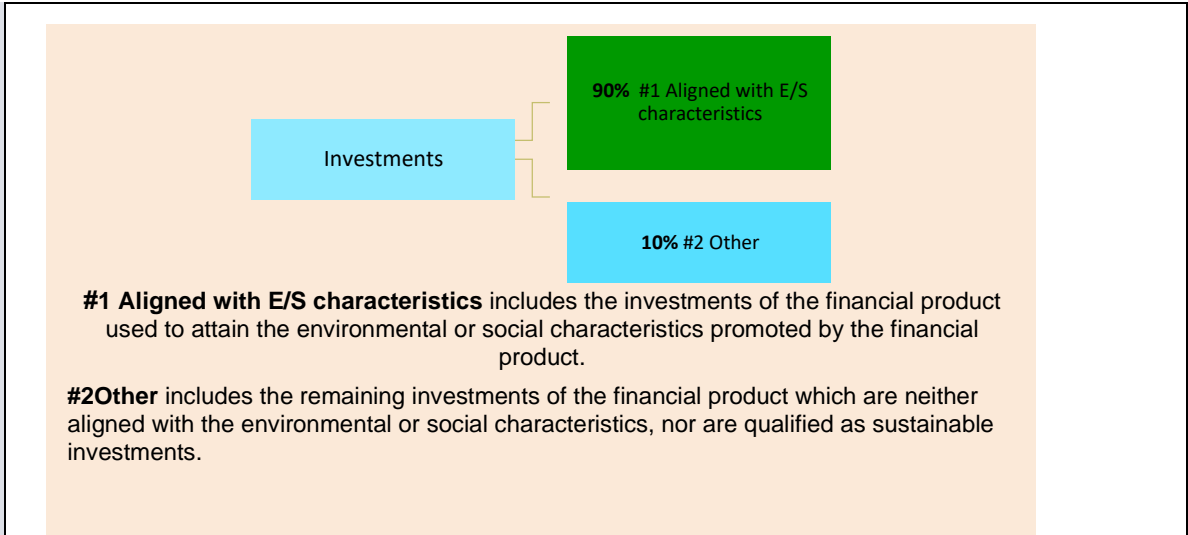 90% #1 Aligned with E/S
characteristics
Investments
10% #2 Other
#1 Aligned with E/S characteristics includes the investments of the financial product
used to attain the environmental or social characteristics promoted by the financial
product.
#2Other includes the remaining investments of the financial product which are neither
aligned with the environmental or social characteristics, nor are qualified as sustainable
investments.